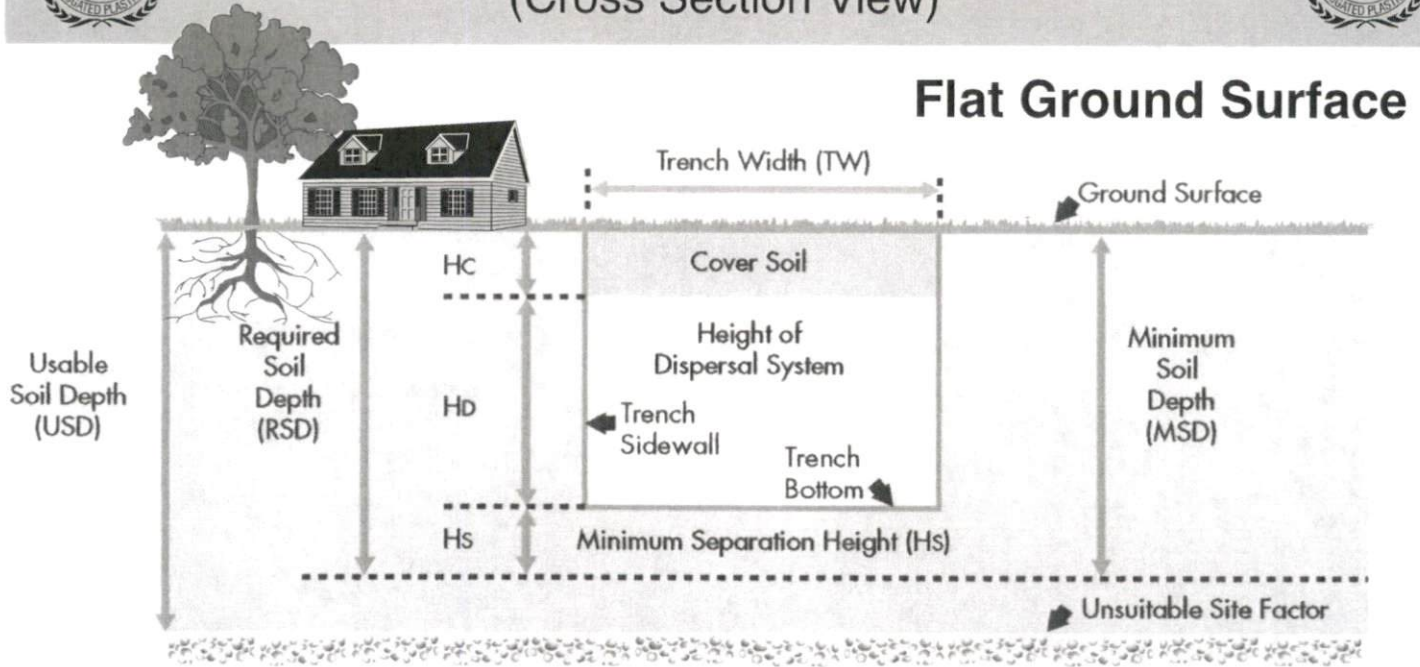 (Cross Section View)
Flat Ground Surface
Trench Width (TW)
Ground Surface
HC
Cover Soil
Usable
Soil Depth
(USD)
Required
Soil
Depth
(RSD)
HD
Height of
Dispersal System
Trench
Sidewall
Trench
Bottom
Minimum
Soil
Depth
(MSD)
HS
Minimum Separation Height (HS)
Unsuitable Site Factor